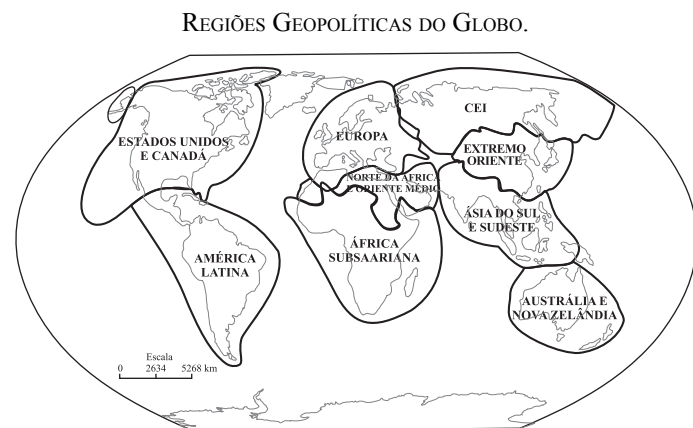 REGIÕES GEOPOLÍTICAS DO GLOBO.
CEI
ESTADOS UNIDOS
E CANADÁ
EUROPA
EXTREMO
ORIENTE
NORTE DA ÁFRICA
E ORIENTE MÉDIO
ÁSIA DO SUL
E SUDESTE
AMÉRICA
LATINA
ÁFRICA
SUBSAARIANA
AUSTRÁLIA E
NOVA ZELÂNDIA
Escala
0 2634 5268 km